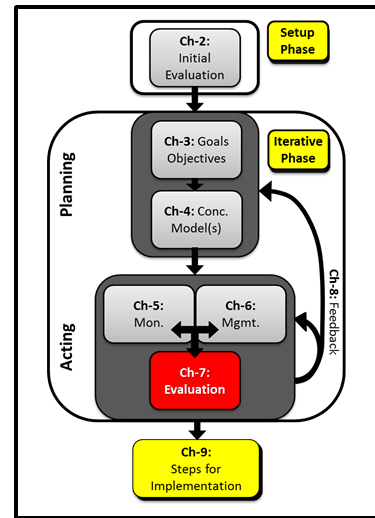 Ch-2:
Initial
Evaluation
Setup
Phase
Planning
Ch-3: Goals
Objectives
Iterative
Phase
Ch-4: Conc.
Model(s)
Acting
Ch-5:
Mon.
Ch-6:
Mgmt.
Ch-8: Feedback
Ch-7:
Evaluation
Ch-9:
Steps for
Implementation